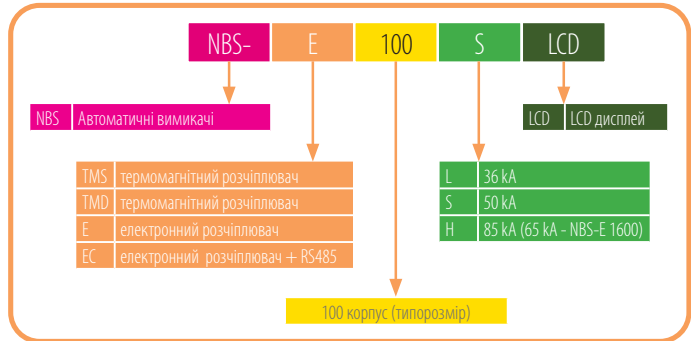 NBS- E 100 S LCD
NBS Автоматичні вимикачі
LCD LCD дисплей
TMS термомагнітний розчіплювач
TMD термомагнітний розчіплювач
E електронний розчіплювач
EC електронний розчіплювач + RS485
L 36 kA
S 50 kA
H 85 kA (65 kA - NBS-E 1600)
100 корпус (типорозмір)